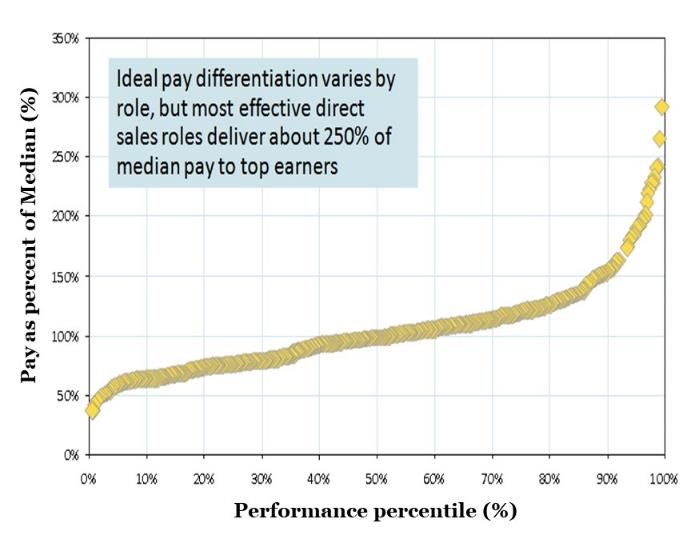 350%
300%
250%
200%
150%
100%
50%
0%
Pay as percent of Median (%)
Ideal pay differentiation varies by
role, but most effective direct
sales roles deliver about 250% of
median pay to top earners
0% 10% 20% 30% 40% 50% 60% 70% 80% 90% 100%
Performance percentile (%)